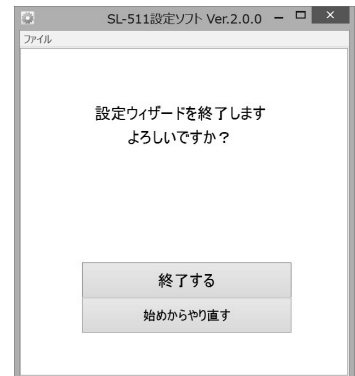 SL-511設定ソフト Ver.2.0.0
ファイル
設定ウィザードを終了します
よろしいですか？
終了する
始めからやり直す